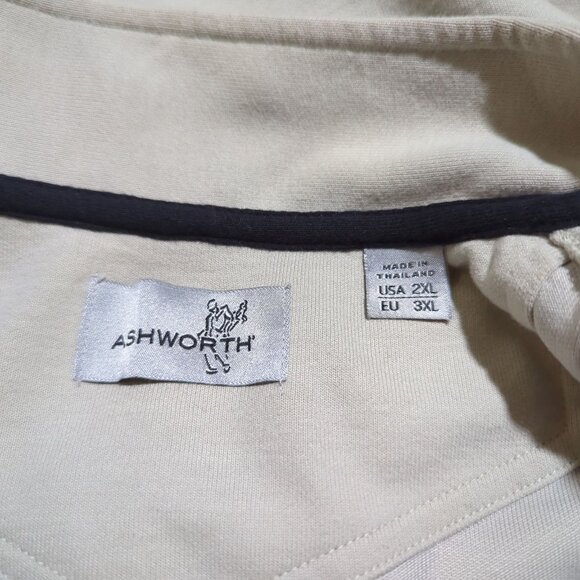 ASHWORTH
MADE IN
THAILAND
USA 2XL
EU 3XL